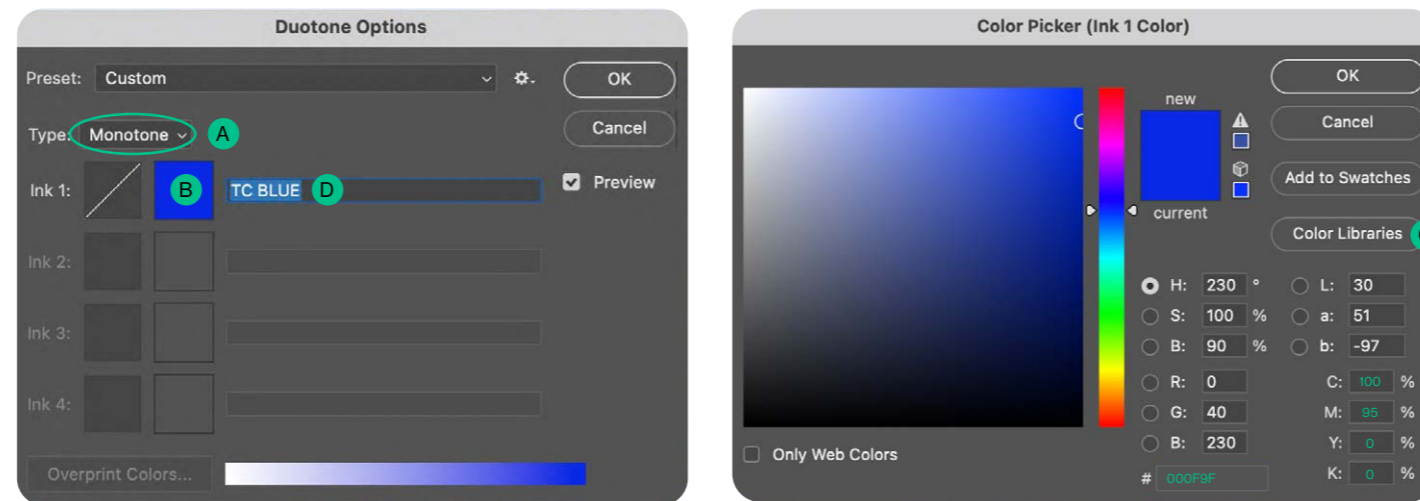 Duotone Options
Preset: Custom
OK
Type: Monotone A
Cancel
Ink 1: B TC BLUE D
Preview
Ink 2:
Ink 3:
Ink 4:
Overprint Colors...
Color Picker (Ink 1 Color)
OK
new
Cancel
Add to Swatches
current
Color Libraries
H: 230 ° L: 30
S: 100 % a: 51
B: 90 % b: -97
R: 0 C: 100 %
G: 40 M: 95 %
B: 230 Y: 0 %
Only Web Colors
# 000F9F K: 0 %